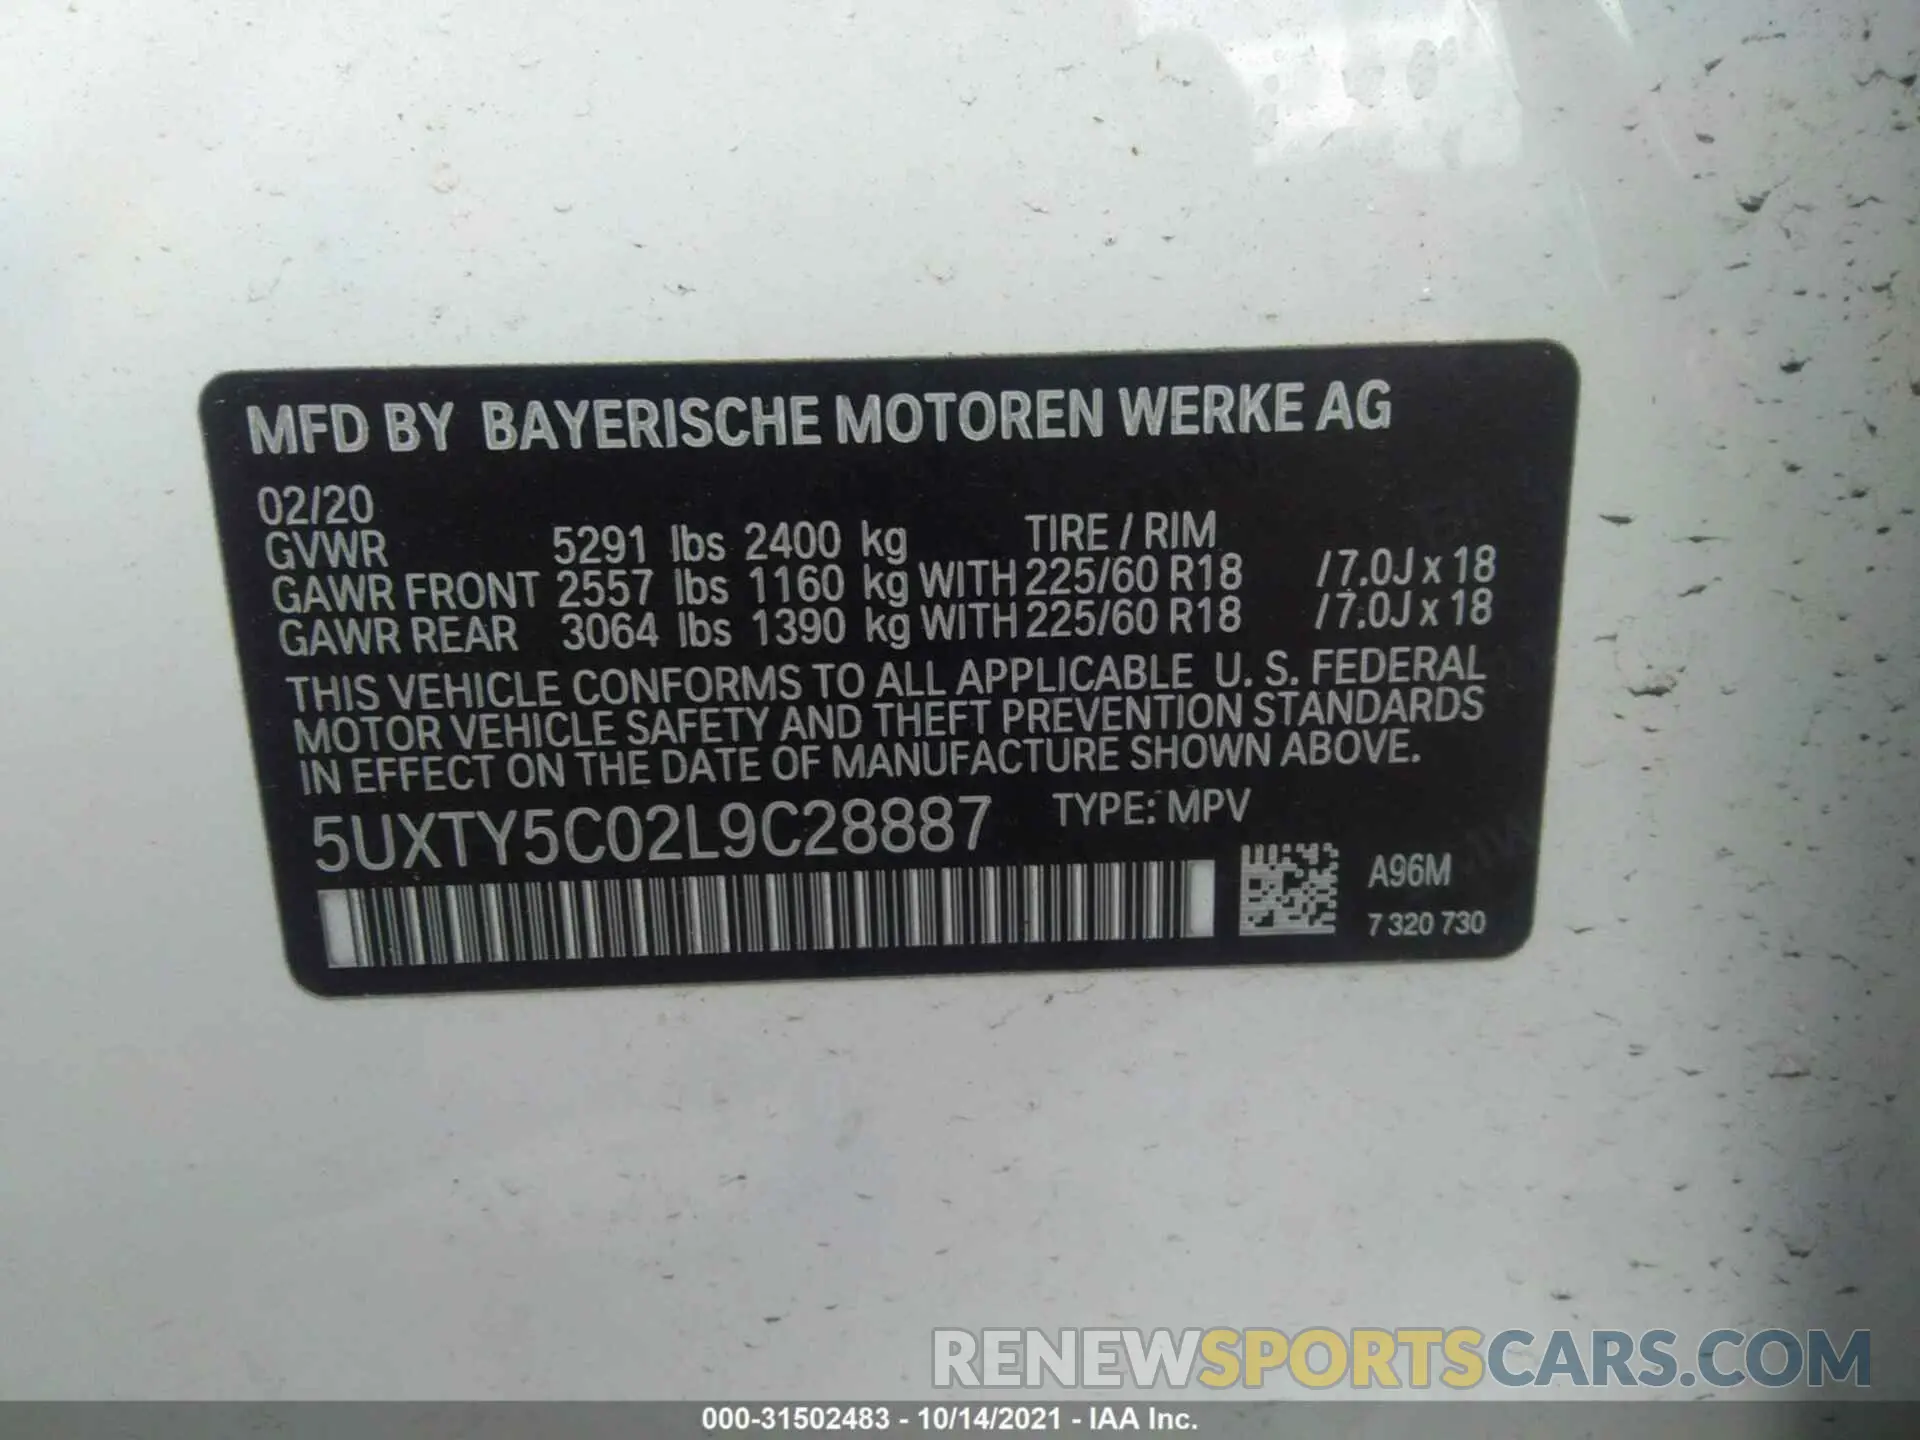 MFD BY BAYERISCHE MOTOREN WERKE AG
02/20
GVWR 5291 lbs 2400 kg TIRE / RIM
GAWR FRONT 2557 lbs 1160 kg WITH 225/60 R18 / 7.0J x 18
GAWR REAR 3064 lbs 1390 kg WITH 225/60 R18 / 7.0J x 18
THIS VEHICLE CONFORMS TO ALL APPLICABLE U. S. FEDERAL
MOTOR VEHICLE SAFETY AND THEFT PREVENTION STANDARDS
IN EFFECT ON THE DATE OF MANUFACTURE SHOWN ABOVE.
5UXTY5C02L9C28887 TYPE: MPV
A96M
7 320 730
RENEWSPORTSCARS.COM
000-31502483 - 10/14/2021 - IAA Inc.